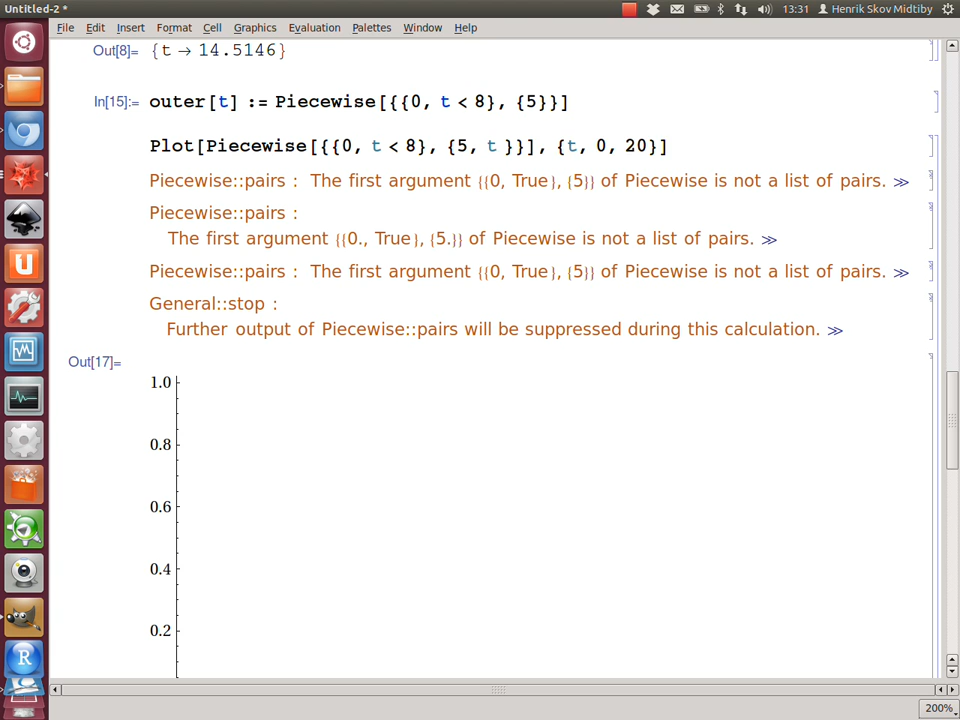 Untitled-2 *
13:31 Henrik Skov Midtiby
File Edit Insert Format Cell Graphics Evaluation Palettes Window Help
Out[8]= {t → 14.5146}
In[15]:= outer[t] := Piecewise[{{0, t < 8}, {5}}]
Plot[Piecewise[{{0, t < 8}, {5, t }}], {t, 0, 20}]
Piecewise::pairs : The first argument {{0, True}, {5}} of Piecewise is not a list of pairs. ≫
Piecewise::pairs :
The first argument {{0., True}, {5.}} of Piecewise is not a list of pairs. ≫
Piecewise::pairs : The first argument {{0, True}, {5}} of Piecewise is not a list of pairs. ≫
General::stop :
Further output of Piecewise::pairs will be suppressed during this calculation. ≫
Out[17]=
1.0
0.8
0.6
0.4
0.2
R
200%